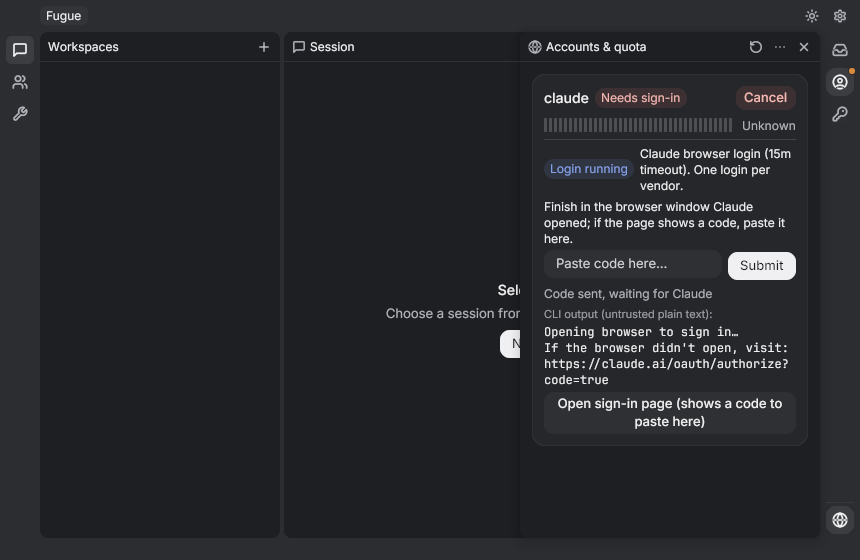 Fugue
Workspaces
Session
Accounts & quota
claude
Needs sign-in
Cancel
Unknown
Login running
Claude browser login (15m
timeout). One login per
vendor.
Finish in the browser window Claude
opened; if the page shows a code, paste it
here.
Paste code here...
Submit
Code sent, waiting for Claude
CLI output (untrusted plain text):
Opening browser to sign in…
If the browser didn't open, visit:
https://claude.ai/oauth/authorize?
code=true
Open sign-in page (shows a code to
paste here)
Choose a session